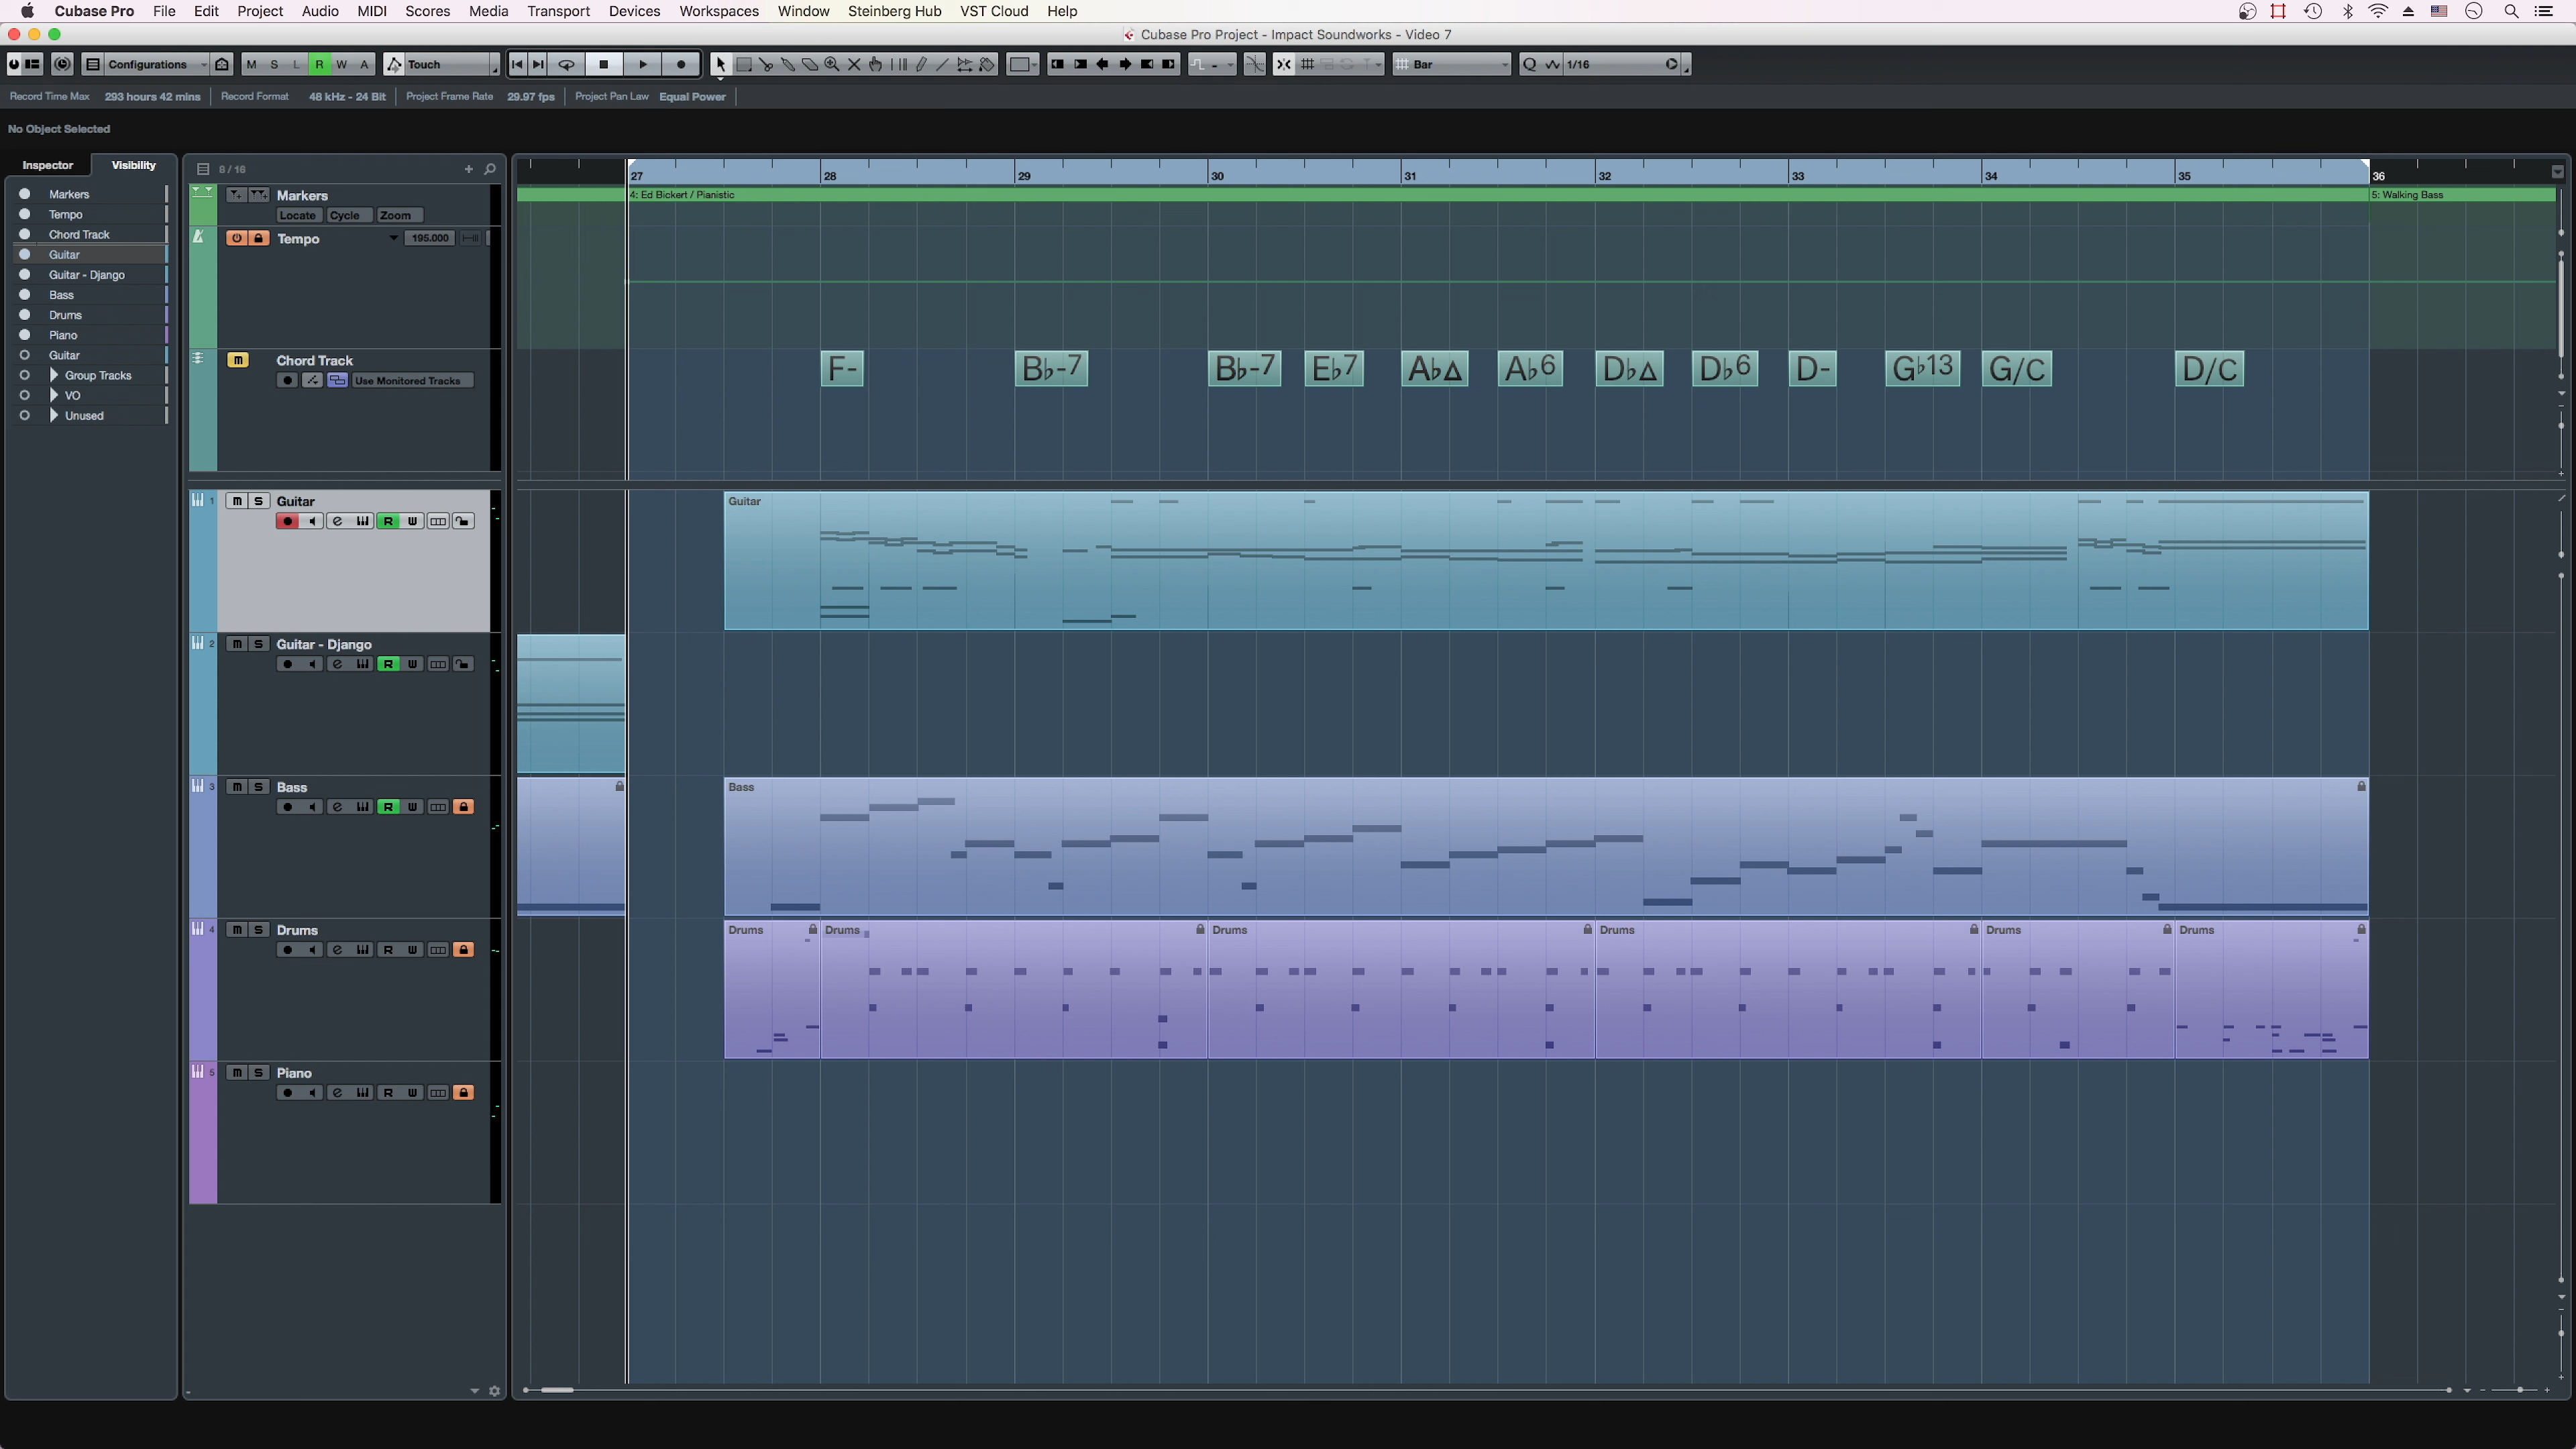 Cubase Pro File Edit Project Audio MIDI Scores Media Transport Devices Workspaces Window Steinberg Hub VST Cloud Help
Cubase Pro Project - Impact Soundworks - Video 7
Configurations M S L R W A Touch Bar Q 1/16
Record Time Max 293 hours 42 mins Record Format 48 kHz - 24 Bit Project Frame Rate 29.97 fps Project Pan Law Equal Power
No Object Selected
Inspector Visibility
Markers
Tempo
Chord Track
Guitar
Guitar - Django
Bass
Drums
Piano
Guitar
Group Tracks
VO
Unused
8 / 16
Markers
Locate Cycle Zoom
Tempo 195.000
m Chord Track
Use Monitored Tracks
1 m S Guitar
e R W
2 m S Guitar - Django
e R W
3 m S Bass
e R W
4 m S Drums
e R W
5 m S Piano
e R W
27 28 29 30 31 32 33 34 35 36
4: Ed Bickert / Pianistic 5: Walking Bass
F- B♭-7 B♭-7 E♭7 A♭Δ A♭6 D♭Δ D♭6 D- G♭13 G/C D/C
Guitar
Bass
Drums Drums Drums Drums Drums Drums